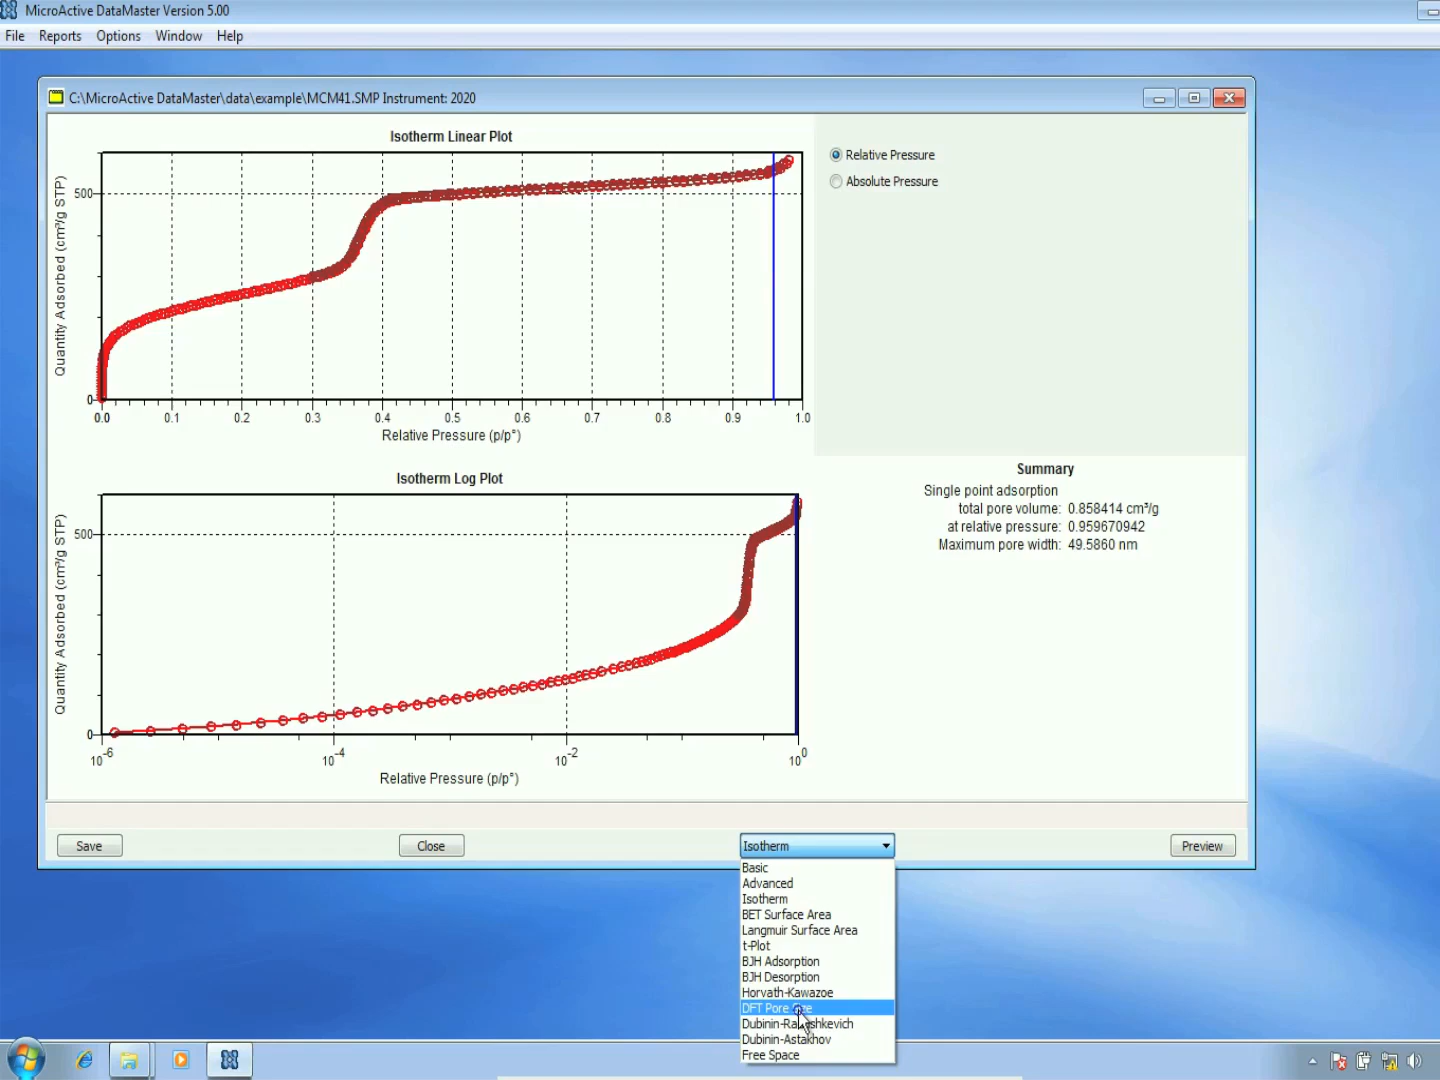 MicroActive DataMaster Version 5.00
File Reports Options Window Help
C:\MicroActive DataMaster\data\example\MCM41.SMP Instrument: 2020
Isotherm Linear Plot
Quantity Adsorbed (cm³/g STP)
500
0
0.0 0.1 0.2 0.3 0.4 0.5 0.6 0.7 0.8 0.9 1.0
Relative Pressure (p/p°)
Relative Pressure
Absolute Pressure
Isotherm Log Plot
Quantity Adsorbed (cm³/g STP)
500
0
10⁻⁶ 10⁻⁴ 10⁻² 10⁰
Relative Pressure (p/p°)
Summary
Single point adsorption
total pore volume: 0.858414 cm³/g
at relative pressure: 0.959670942
Maximum pore width: 49.5860 nm
Save Close Isotherm Preview
Basic
Advanced
Isotherm
BET Surface Area
Langmuir Surface Area
t-Plot
BJH Adsorption
BJH Desorption
Horvath-Kawazoe
DFT Pore Size
Dubinin-Radushkevich
Dubinin-Astakhov
Free Space